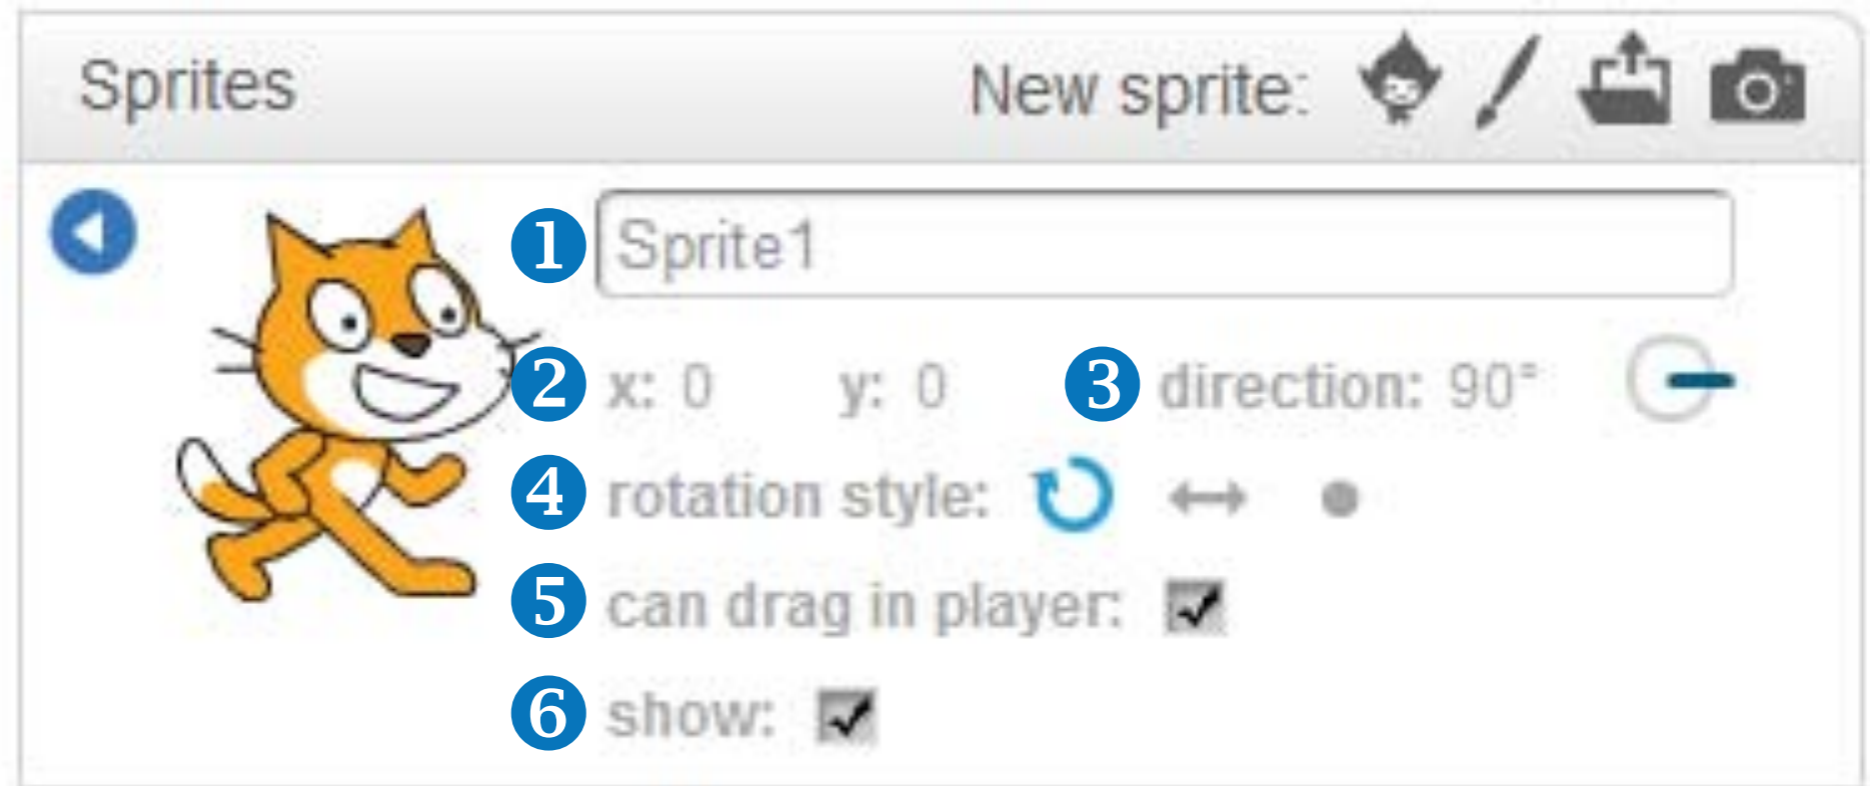 Sprites New sprite:
1 Sprite1
2 x: 0 y: 0 3 direction: 90°
4 rotation style:
5 can drag in player:
6 show: